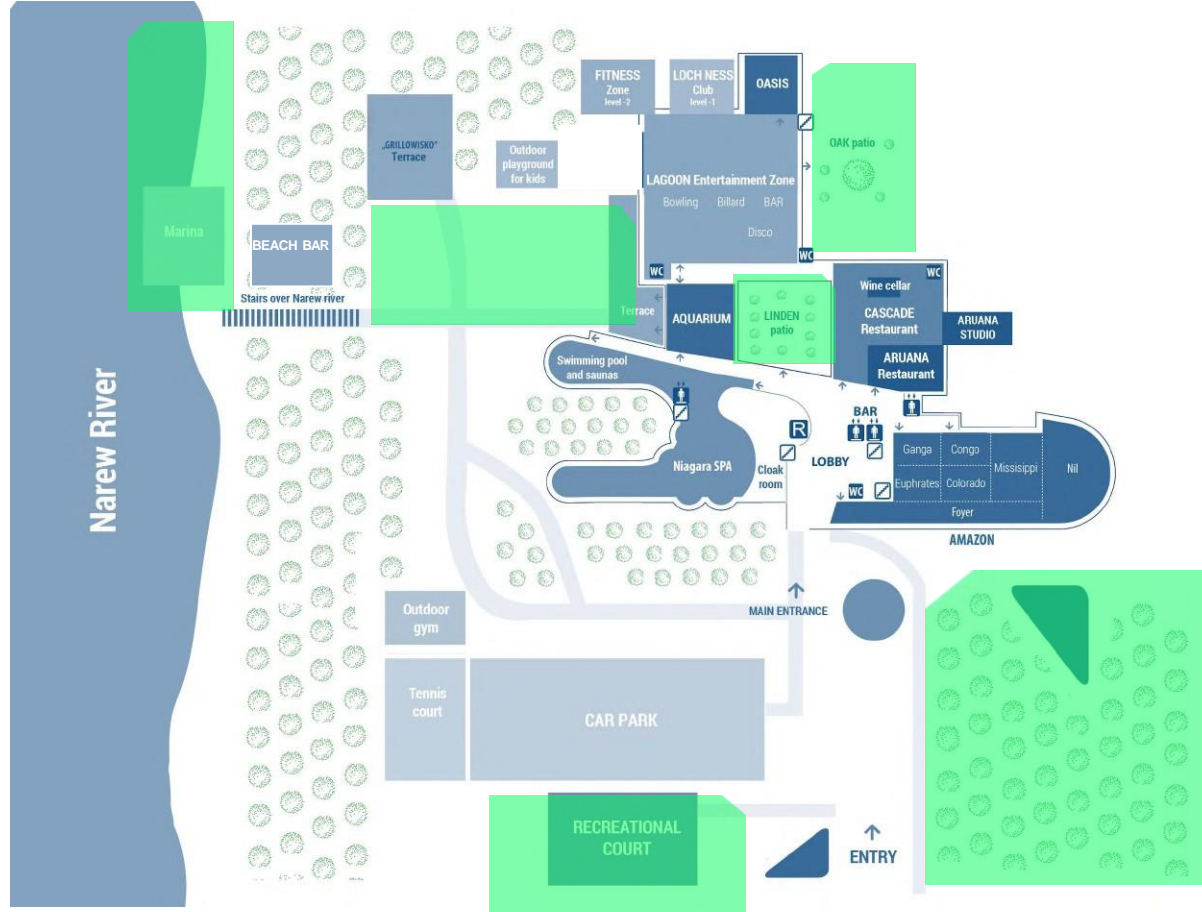 FITNESS
Zone
level -2
LOCH NESS
Club
level -1
OASIS
„GRILLOWISKO"
Terrace
Outdoor
playground
for kids
OAK patio
LAGOON Entertainment Zone
Bowling Billard BAR
Disco
Marina
BEACH BAR
WC
WC
WC
Stairs over Narew river
Terrace
AQUARIUM
LINDEN
patio
Wine cellar
CASCADE
Restaurant
ARUANA
STUDIO
ARUANA
Restaurant
Swimming pool
and saunas
Narew River
BAR
R
LOBBY
Niagara SPA
Cloak
room
Ganga Congo
Missisippi
Nil
Euphrates Colorado
WC
Foyer
AMAZON
MAIN ENTRANCE
Outdoor
gym
Tennis
court
CAR PARK
RECREATIONAL
COURT
ENTRY